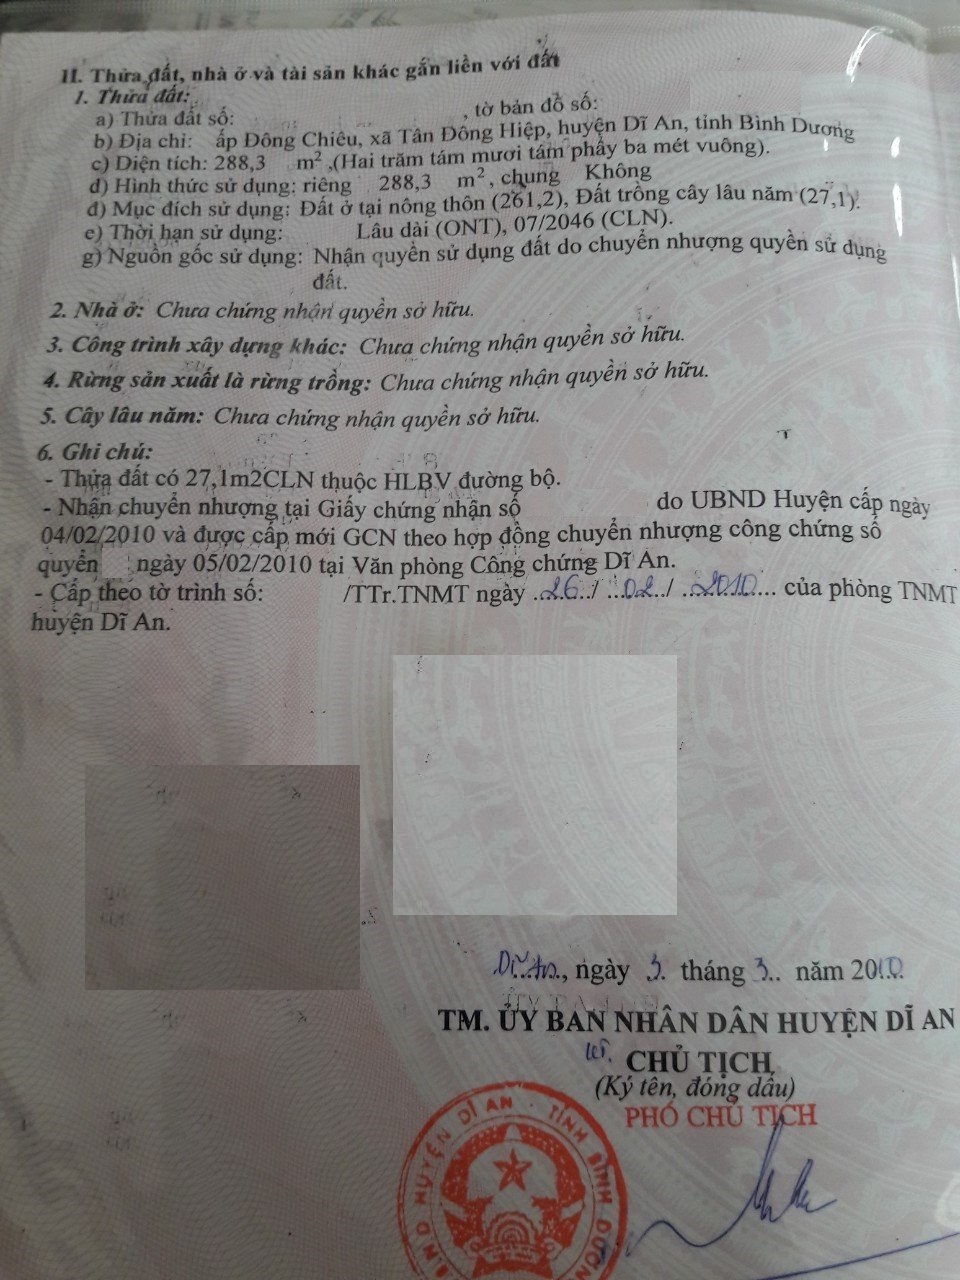 II. Thửa đất, nhà ở và tài sản khác gắn liền với đất
1. Thửa đất:
a) Thửa đất số: , tờ bản đồ số:
b) Địa chỉ: ấp Đông Chiêu, xã Tân Đông Hiệp, huyện Dĩ An, tỉnh Bình Dương
c) Diện tích: 288,3 m², (Hai trăm tám mươi tám phẩy ba mét vuông).
d) Hình thức sử dụng: riêng 288,3 m², chung Không
đ) Mục đích sử dụng: Đất ở tại nông thôn (261,2), Đất trồng cây lâu năm (27,1).
e) Thời hạn sử dụng: Lâu dài (ONT), 07/2046 (CLN).
g) Nguồn gốc sử dụng: Nhận quyền sử dụng đất do chuyển nhượng quyền sử dụng
đất.
2. Nhà ở: Chưa chứng nhận quyền sở hữu.
3. Công trình xây dựng khác: Chưa chứng nhận quyền sở hữu.
4. Rừng sản xuất là rừng trồng: Chưa chứng nhận quyền sở hữu.
5. Cây lâu năm: Chưa chứng nhận quyền sở hữu.
6. Ghi chú:
- Thửa đất có 27,1m2CLN thuộc HLBV đường bộ.
- Nhận chuyển nhượng tại Giấy chứng nhận số do UBND Huyện cấp ngày
04/02/2010 và được cấp mới GCN theo hợp đồng chuyển nhượng công chứng số
quyển ngày 05/02/2010 tại Văn phòng Công chứng Dĩ An.
- Cấp theo tờ trình số: /TTr.TNMT ngày ..26../ ..02../ ..2010... của phòng TNMT
huyện Dĩ An.
Dĩ An, ngày 3 tháng 3.. năm 2010
TM. ỦY BAN NHÂN DÂN HUYỆN DĨ AN
KT. CHỦ TỊCH
(Ký tên, đóng dấu)
PHÓ CHỦ TỊCH
HUYỆN DĨ AN - TỈNH BÌNH DƯƠNG